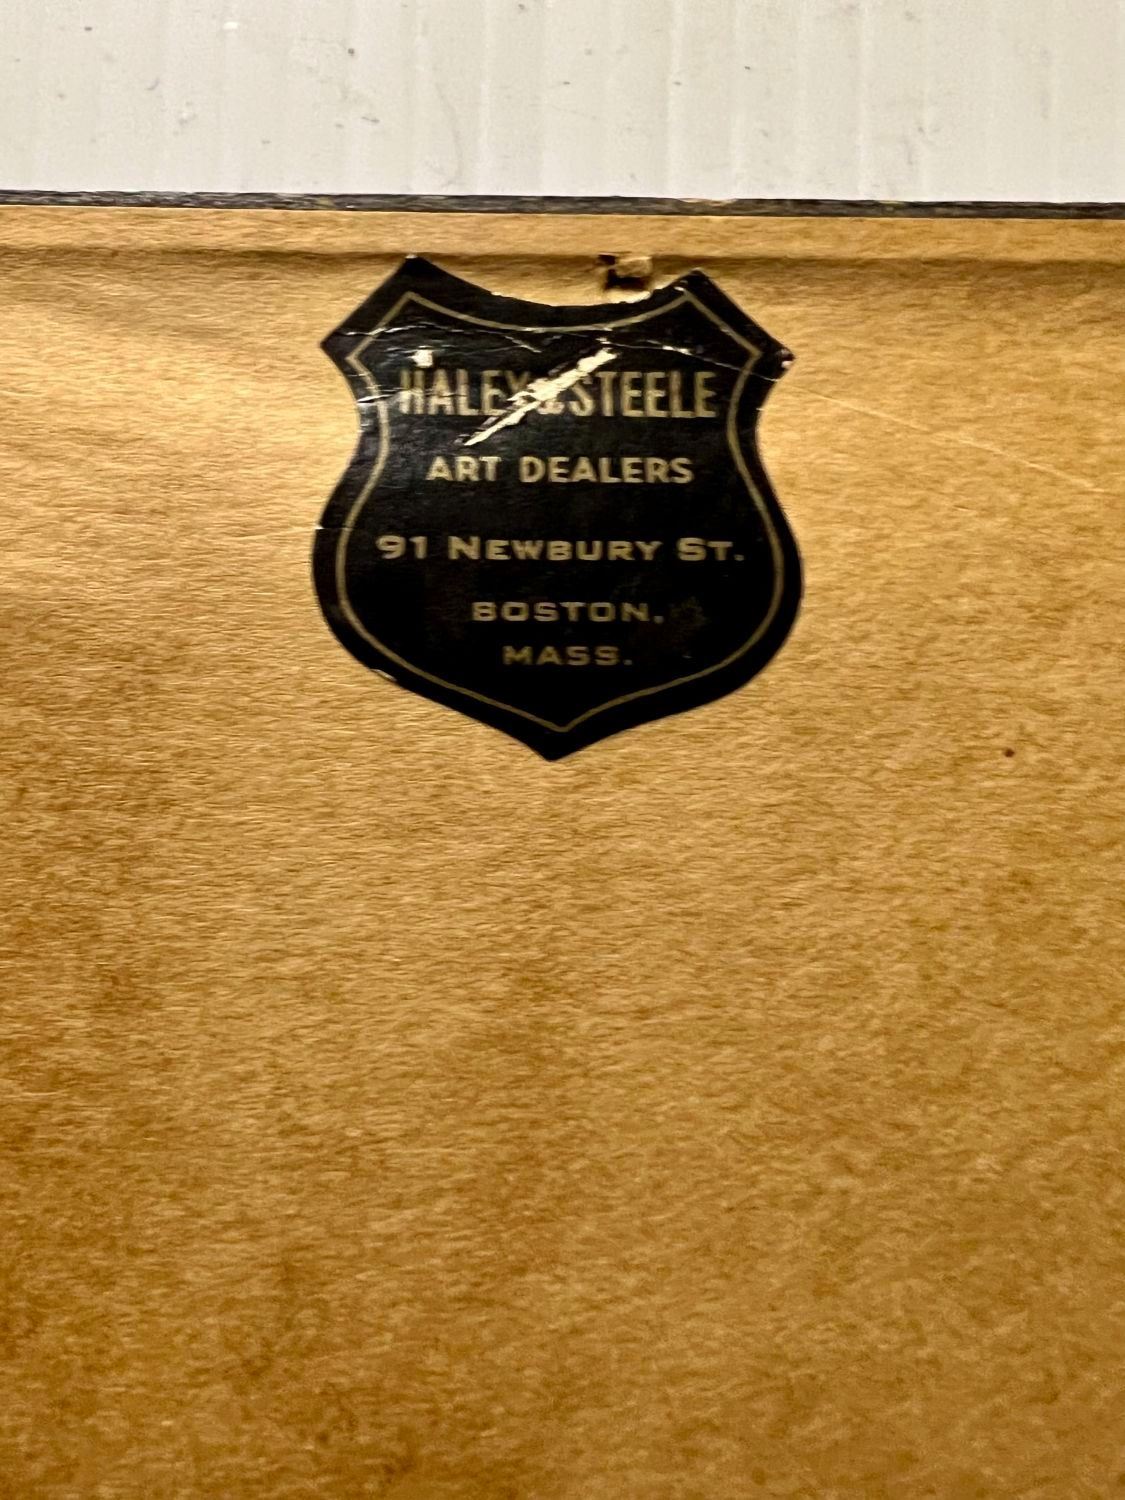 HALEY & STEELE
ART DEALERS
91 NEWBURY ST.
BOSTON,
MASS.